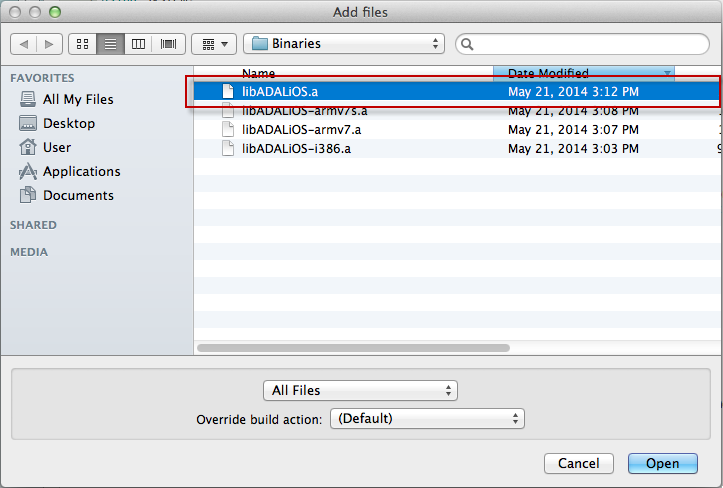 Add files
Binaries
FAVORITES
All My Files
Desktop
User
Applications
Documents
SHARED
MEDIA
Name Date Modified
libADALiOS.a May 21, 2014 3:12 PM
libADALiOS-armv7s.a May 21, 2014 3:08 PM
libADALiOS-armv7.a May 21, 2014 3:07 PM
libADALiOS-i386.a May 21, 2014 3:03 PM
All Files
Override build action: (Default)
Cancel Open